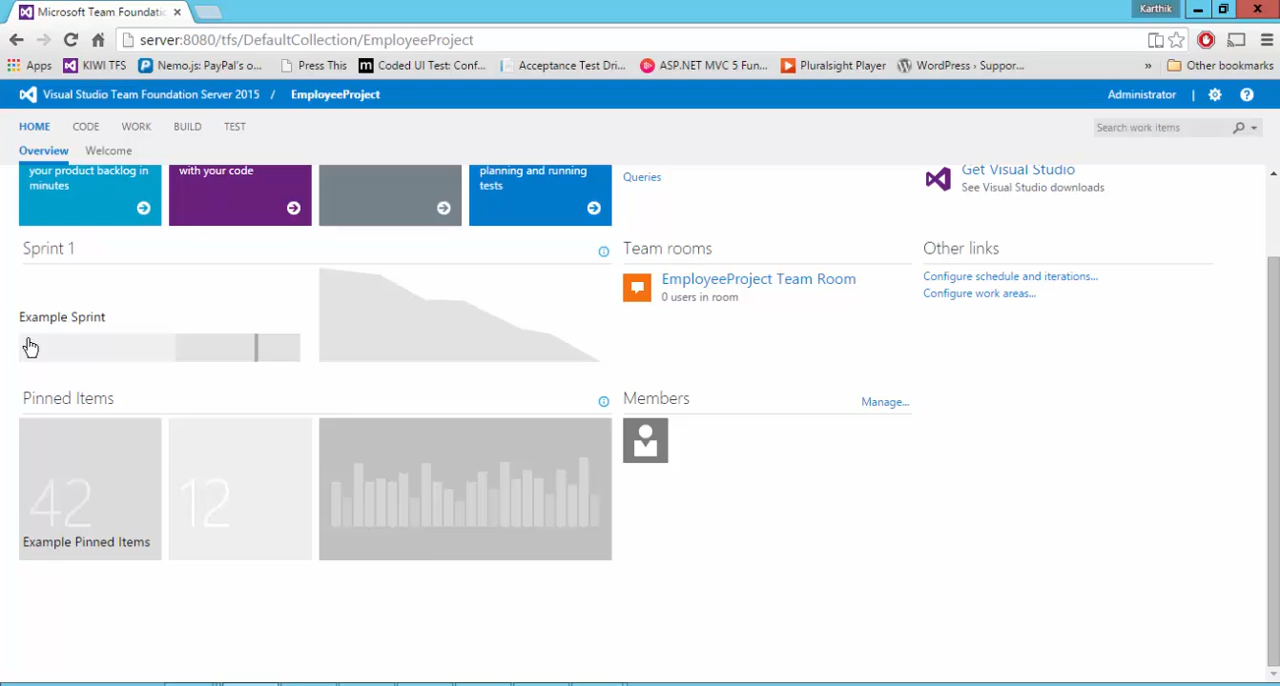 Microsoft Team Foundatic
Karthik
server:8080/tfs/DefaultCollection/EmployeeProject
Apps
KIWI TFS
Nemo.js: PayPal's o...
Press This
Coded UI Test: Conf...
Acceptance Test Dri...
ASP.NET MVC 5 Fun...
Pluralsight Player
WordPress › Suppor...
»
Other bookmarks
Visual Studio Team Foundation Server 2015 / EmployeeProject
Administrator |
HOME
CODE
WORK
BUILD
TEST
Search work items
Overview
Welcome
your product backlog in
minutes
with your code
planning and running
tests
Queries
Get Visual Studio
See Visual Studio downloads
Sprint 1
Team rooms
Other links
EmployeeProject Team Room
0 users in room
Configure schedule and iterations...
Configure work areas...
Example Sprint
Pinned Items
Members
Manage...
42
12
Example Pinned Items